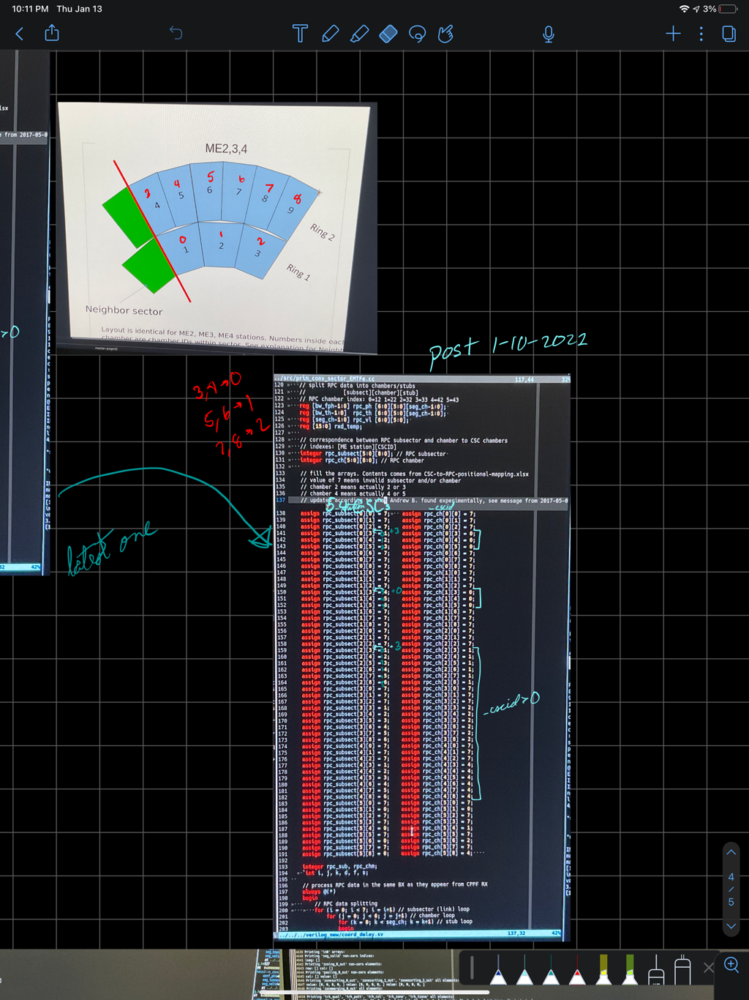 10:11 PM Thu Jan 13
3%
T
lsx
e from 2017-05-0
ME2,3,4
3 4 5 6 7 8
4 5 6 7 8 9
0 1 2
1 2 3
Ring 2
Ring 1
Neighbor sector
Layout is identical for ME2, ME3, ME4 stations. Numbers inside each
chamber are chamber IDs within sector. See explanation for Neighb
>0
post 1-10-2022
3,4→0
5,6→1
7,8→2
latest one
../src/prim_conv_sector_EMTFe.cc 117,44 32%
120 // split RPC data into chambers/stubs
121 // [subsect][chamber][stub]
122 // RPC chamber index: 0=12 1=22 2=32 3=33 4=42 5=43
123 reg [bw_fph-1:0] rpc_ph [6:0][5:0][seg_ch-1:0];
124 reg [bw_th-1:0] rpc_th [6:0][5:0][seg_ch-1:0];
125 reg [seg_ch-1:0] rpc_vl [6:0][5:0];
126 reg [15:0] rxd_temp;
127
128 // correspondence between RPC subsector and chamber to CSC chambers
129 // indexes: [ME station][CSCID]
130 integer rpc_subsect[5:0][8:0]; // RPC subsector
131 integer rpc_ch[5:0][8:0]; // RPC chamber
132
133 // fill the arrays. Contents comes from CSC-to-RPC-positional-mapping.xlsx
134 // value of 7 means invalid subsector and/or chamber
135 // chamber 2 means actually 2 or 3
136 // chamber 4 means actually 4 or 5
137 // updated according to what Andrew B. found experimentally, see message from 2017-05-0
-cscid
138 assign rpc_subsect[0][0] = 7; assign rpc_ch[0][0] = 7;
139 assign rpc_subsect[0][1] = 7; assign rpc_ch[0][1] = 7;
140 assign rpc_subsect[0][2] = 7; assign rpc_ch[0][2] = 7;
141 assign rpc_subsect[0][3] 1; +3 assign rpc_ch[0][3] = 0;
142 assign rpc_subsect[0][4] = 2; assign rpc_ch[0][4] = 0;
143 assign rpc_subsect[0][5] = 3; assign rpc_ch[0][5] = 0;
144 assign rpc_subsect[0][6] = 7; assign rpc_ch[0][6] = 7;
145 assign rpc_subsect[0][7] = 7; assign rpc_ch[0][7] = 7;
146 assign rpc_subsect[0][8] = 7; assign rpc_ch[0][8] = 7;
147 assign rpc_subsect[1][0] = 7; assign rpc_ch[1][0] = 7;
148 assign rpc_subsect[1][1] = 7; assign rpc_ch[1][1] = 7;
149 assign rpc_subsect[1][2] = 7; assign rpc_ch[1][2] = 7;
150 assign rpc_subsect[1][3] 4; +0 assign rpc_ch[1][3] = 0;
151 assign rpc_subsect[1][4] = 5; assign rpc_ch[1][4] = 0;
152 assign rpc_subsect[1][5] = 6; assign rpc_ch[1][5] = 0;
153 assign rpc_subsect[1][6] = 7; assign rpc_ch[1][6] = 7;
154 assign rpc_subsect[1][7] = 7; assign rpc_ch[1][7] = 7;
155 assign rpc_subsect[1][8] = 7; assign rpc_ch[1][8] = 7;
156 assign rpc_subsect[2][0] = 7; assign rpc_ch[2][0] = 7;
157 assign rpc_subsect[2][1] = 7; assign rpc_ch[2][1] = 7;
158 assign rpc_subsect[2][2] = 7; assign rpc_ch[2][2] = 7;
159 assign rpc_subsect[2][3] 1; +3 assign rpc_ch[2][3] = 1;
160 assign rpc_subsect[2][4] = 2; assign rpc_ch[2][4] = 1;
161 assign rpc_subsect[2][5] = 3; assign rpc_ch[2][5] = 1;
162 assign rpc_subsect[2][6] = 4; assign rpc_ch[2][6] = 1;
163 assign rpc_subsect[2][7] = 5; assign rpc_ch[2][7] = 1;
164 assign rpc_subsect[2][8] = 6; assign rpc_ch[2][8] = 1;
165 assign rpc_subsect[3][0] = 7; assign rpc_ch[3][0] = 7;
166 assign rpc_subsect[3][1] = 7; assign rpc_ch[3][1] = 7;
167 assign rpc_subsect[3][2] = 7; assign rpc_ch[3][2] = 7;
168 assign rpc_subsect[3][3] = 1; assign rpc_ch[3][3] = 2;
169 assign rpc_subsect[3][4] = 2; assign rpc_ch[3][4] = 2;
170 assign rpc_subsect[3][5] = 3; assign rpc_ch[3][5] = 2;
171 assign rpc_subsect[3][6] = 4; assign rpc_ch[3][6] = 2;
172 assign rpc_subsect[3][7] = 5; assign rpc_ch[3][7] = 2;
173 assign rpc_subsect[3][8] = 6; assign rpc_ch[3][8] = 2;
174 assign rpc_subsect[4][0] = 7; assign rpc_ch[4][0] = 7;
175 assign rpc_subsect[4][1] = 7; assign rpc_ch[4][1] = 7;
176 assign rpc_subsect[4][2] = 7; assign rpc_ch[4][2] = 7;
177 assign rpc_subsect[4][3] = 1; assign rpc_ch[4][3] = 4;
178 assign rpc_subsect[4][4] = 2; assign rpc_ch[4][4] = 4;
179 assign rpc_subsect[4][5] = 3; assign rpc_ch[4][5] = 4;
180 assign rpc_subsect[4][6] = 4; assign rpc_ch[4][6] = 4;
181 assign rpc_subsect[4][7] = 5; assign rpc_ch[4][7] = 4;
182 assign rpc_subsect[4][8] = 6; assign rpc_ch[4][8] = 4;
183 assign rpc_subsect[5][0] = 7; assign rpc_ch[5][0] = 7;
184 assign rpc_subsect[5][1] = 0; assign rpc_ch[5][1] = 0;
185 assign rpc_subsect[5][2] = 7; assign rpc_ch[5][2] = 7;
186 assign rpc_subsect[5][3] = 7; assign rpc_ch[5][3] = 7;
187 assign rpc_subsect[5][4] = 0; assign rpc_ch[5][4] = 1;
188 assign rpc_subsect[5][5] = 7; assign rpc_ch[5][5] = 7;
189 assign rpc_subsect[5][6] = 0; assign rpc_ch[5][6] = 2;
190 assign rpc_subsect[5][7] = 7; assign rpc_ch[5][7] = 7;
191 assign rpc_subsect[5][8] = 0; assign rpc_ch[5][8] = 4;
-cscid>0
192
193 integer rpc_sub, rpc_chm;
194 int i, j, k, d, f, s;
195
196 // process RPC data in the same BX as they appear from CPPF RX
197 always @(*)
198 begin
199 // RPC data splitting
200 for (i = 0; i < 7; i = i+1) // subsector (link) loop
201 for (j = 0; j < 6; j = j+1) // chamber loop
202 for (k = 0; k < seg_ch; k = k+1) // stub loop
203 begin
../../../verilog_new/coord_delay.sv 137,32 42%
42%
4
/
5